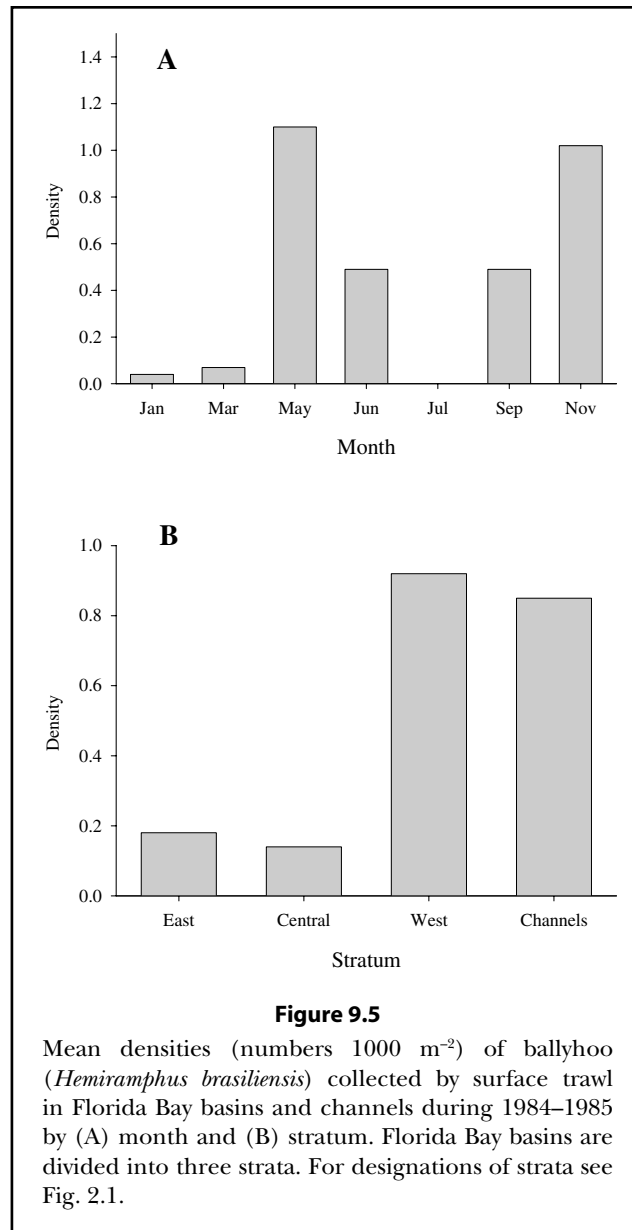 A
1.4
1.2
1.0
0.8
0.6
0.4
0.2
0.0
Density
Jan Mar May Jun Jul Sep Nov
Month
B
1.0
0.8
0.6
0.4
0.2
0.0
Density
East Central West Channels
Stratum
Figure 9.5
Mean densities (numbers 1000 m⁻²) of ballyhoo
(Hemiramphus brasiliensis) collected by surface trawl
in Florida Bay basins and channels during 1984–1985
by (A) month and (B) stratum. Florida Bay basins are
divided into three strata. For designations of strata see
Fig. 2.1.